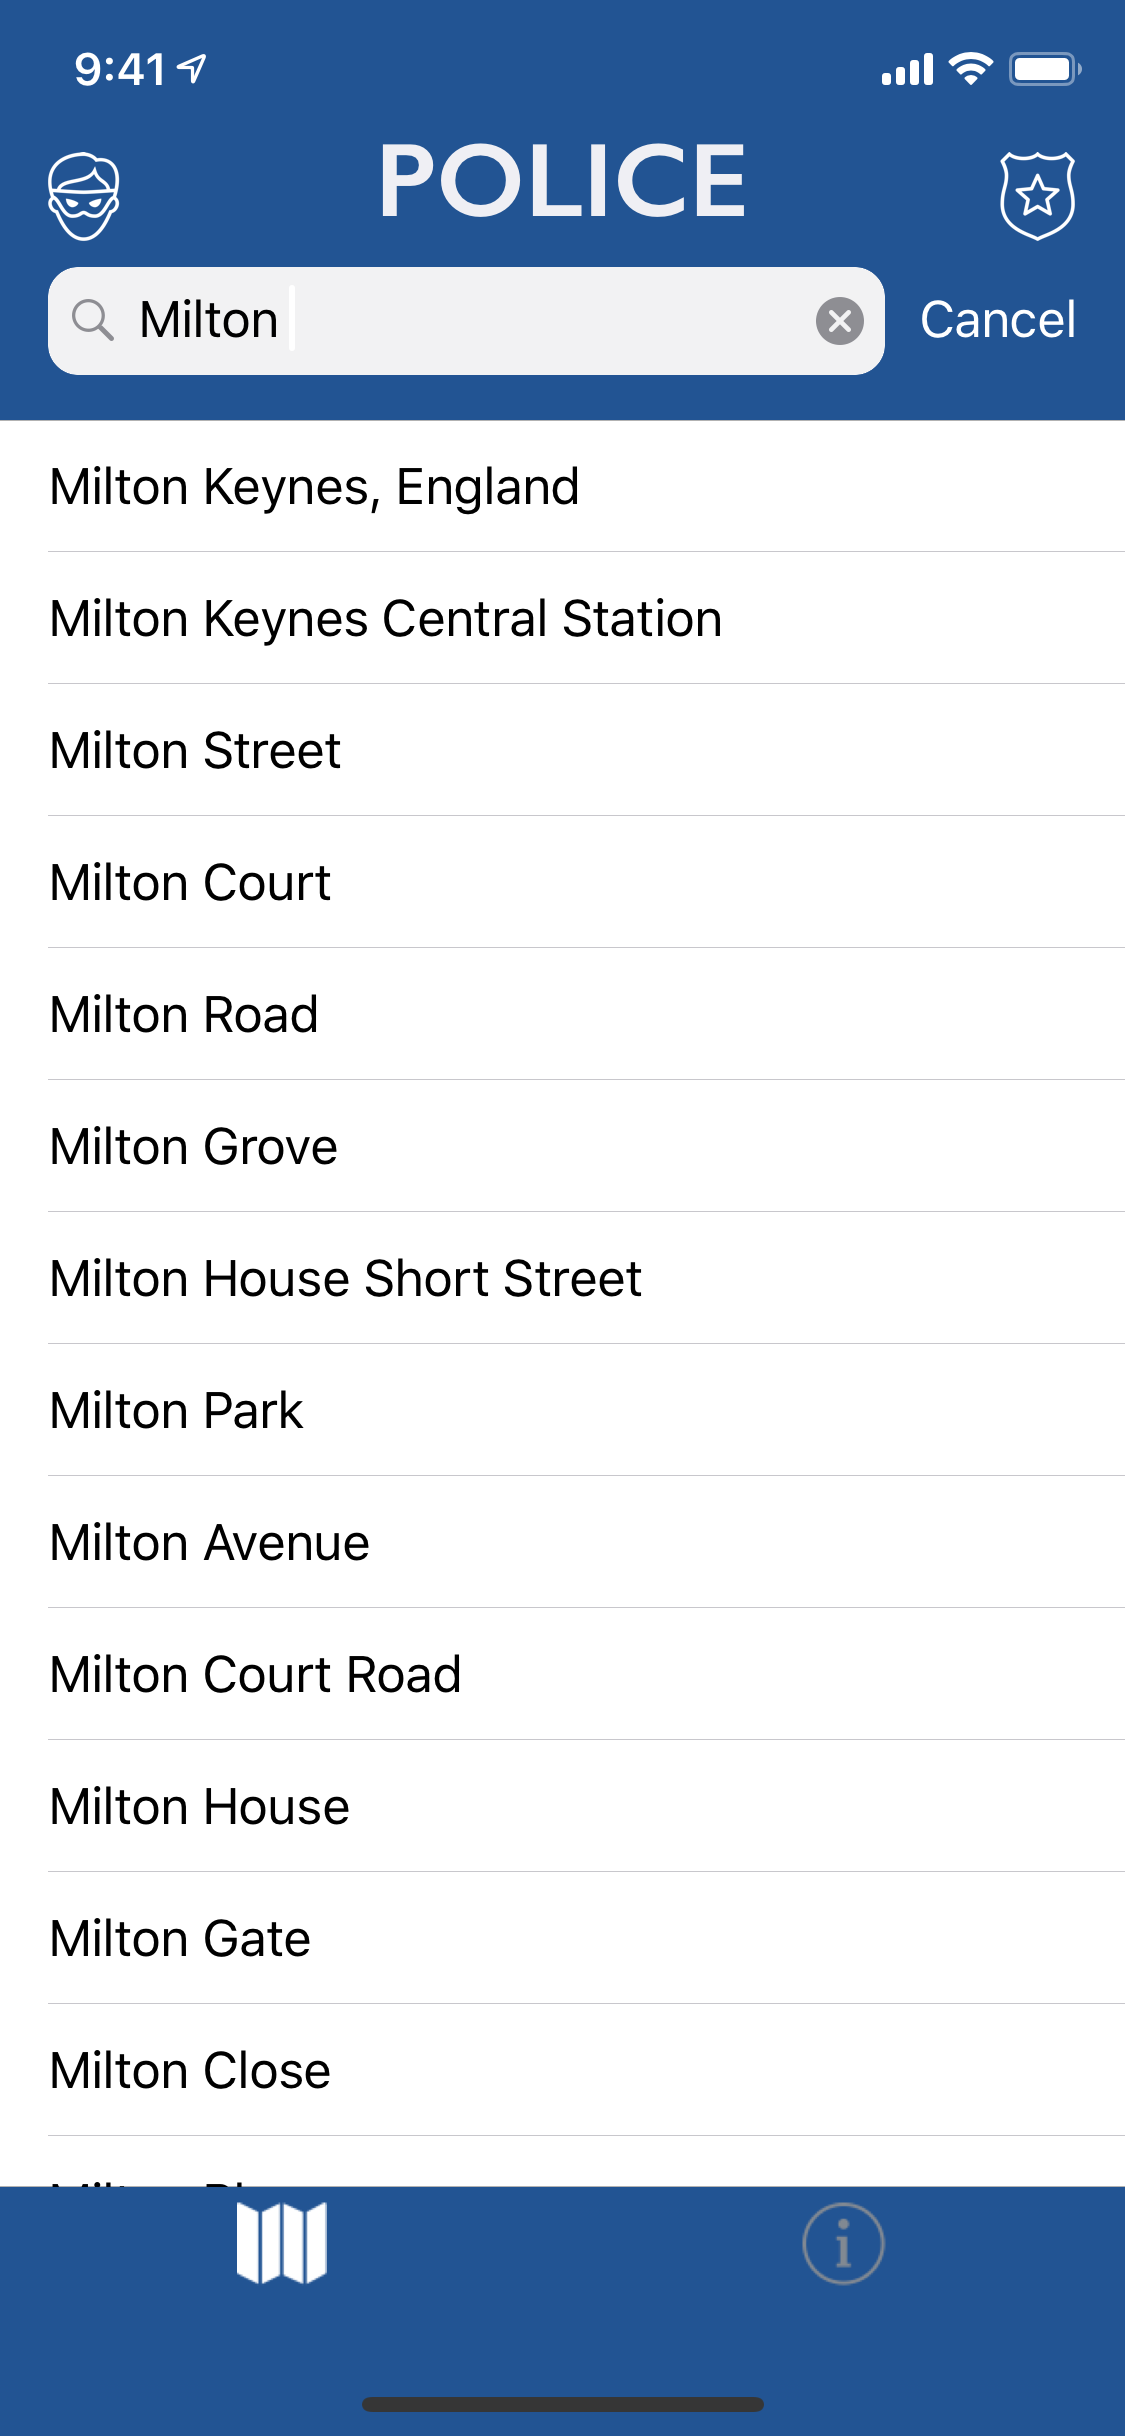 9:41
POLICE
Milton
Cancel
Milton Keynes, England
Milton Keynes Central Station
Milton Street
Milton Court
Milton Road
Milton Grove
Milton House Short Street
Milton Park
Milton Avenue
Milton Court Road
Milton House
Milton Gate
Milton Close
Milton